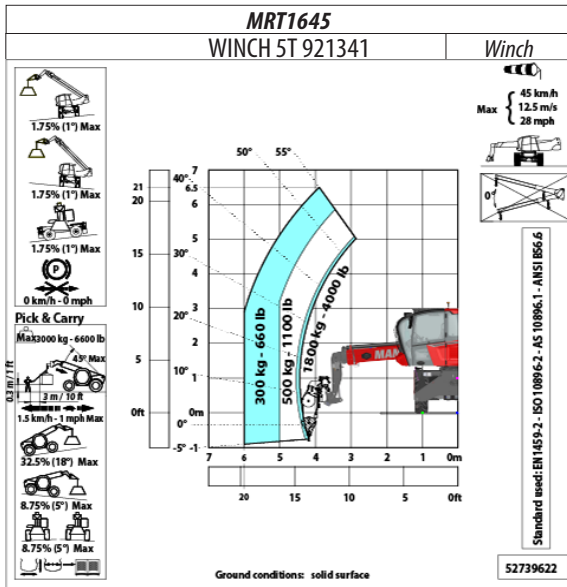 MRT1645
WINCH 5T 921341
Winch
1.75% (1°) Max
1.75% (1°) Max
1.75% (1°) Max
P
0 km/h - 0 mph
Pick & Carry
Max 3000 kg - 6600 lb
45° Max
0.3 m / 1 ft
3 m / 10 ft
1.5 km/h - 1 mph Max
32.5% (18°) Max
8.75% (5°) Max
8.75% (5°) Max
50°
55°
40°
30°
20°
10°
0°
-5°
21
20
15
10
5
0ft
7
6.5
6
5
4
3
2
1
0m
-1
300 kg - 660 lb
500 kg - 1100 lb
1800 kg - 4000 lb
MAN
7 6 5 4 3 2 1 0m
20 15 10 5 0ft
Ground conditions: solid surface
Max
45 km/h
12.5 m/s
28 mph
0°
Standard used: EN 1459-2 - ISO 10896-2 - AS 10896.1 - ANSI B56.6
52739622